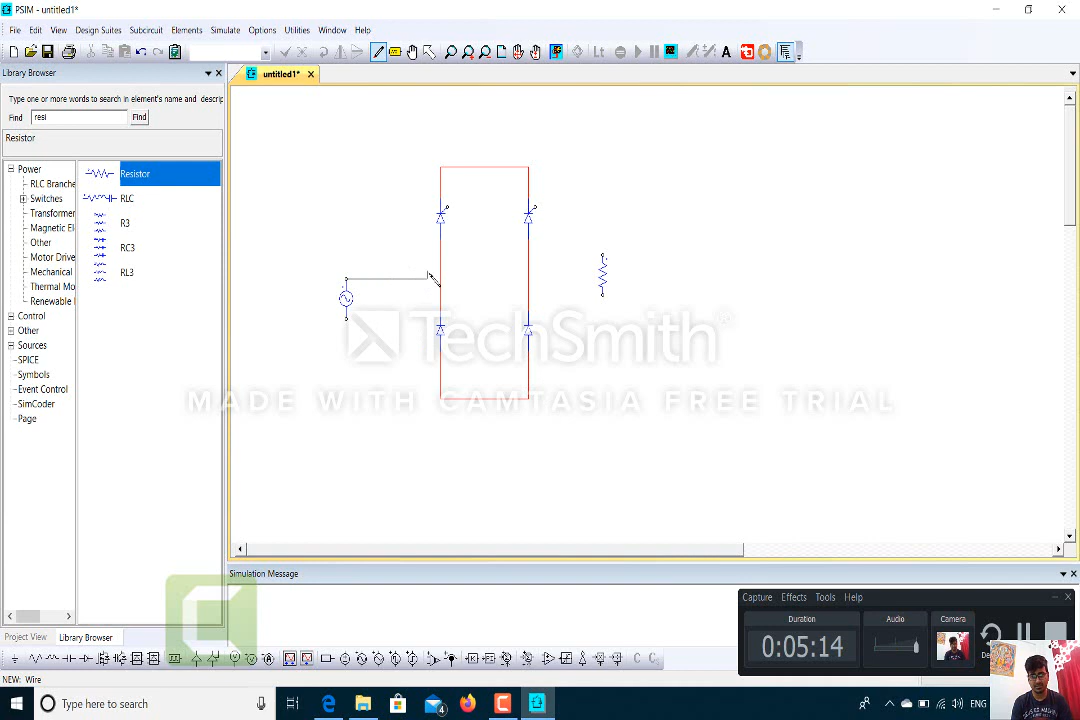 PSIM - untitled1*
File Edit View Design Suites Subcircuit Elements Simulate Options Utilities Window Help
Lt
A
Library Browser
untitled1*
Type one or more words to search in element's name and descrip
Find resi Find
Resistor
Power
RLC Branche
Switches
Transformer
Magnetic El
Other
Motor Drive
Mechanical
Thermal Mo
Renewable
Control
Other
Sources
SPICE
Symbols
Event Control
SimCoder
Page
Resistor
RLC
R3
RC3
RL3
TechSmith®
MADE WITH CAMTASIA FREE TRIAL
Simulation Message
Capture Effects Tools Help
Duration
0:05:14
Audio
Camera
Project View Library Browser
NEW: Wire
Type here to search
4
ENG